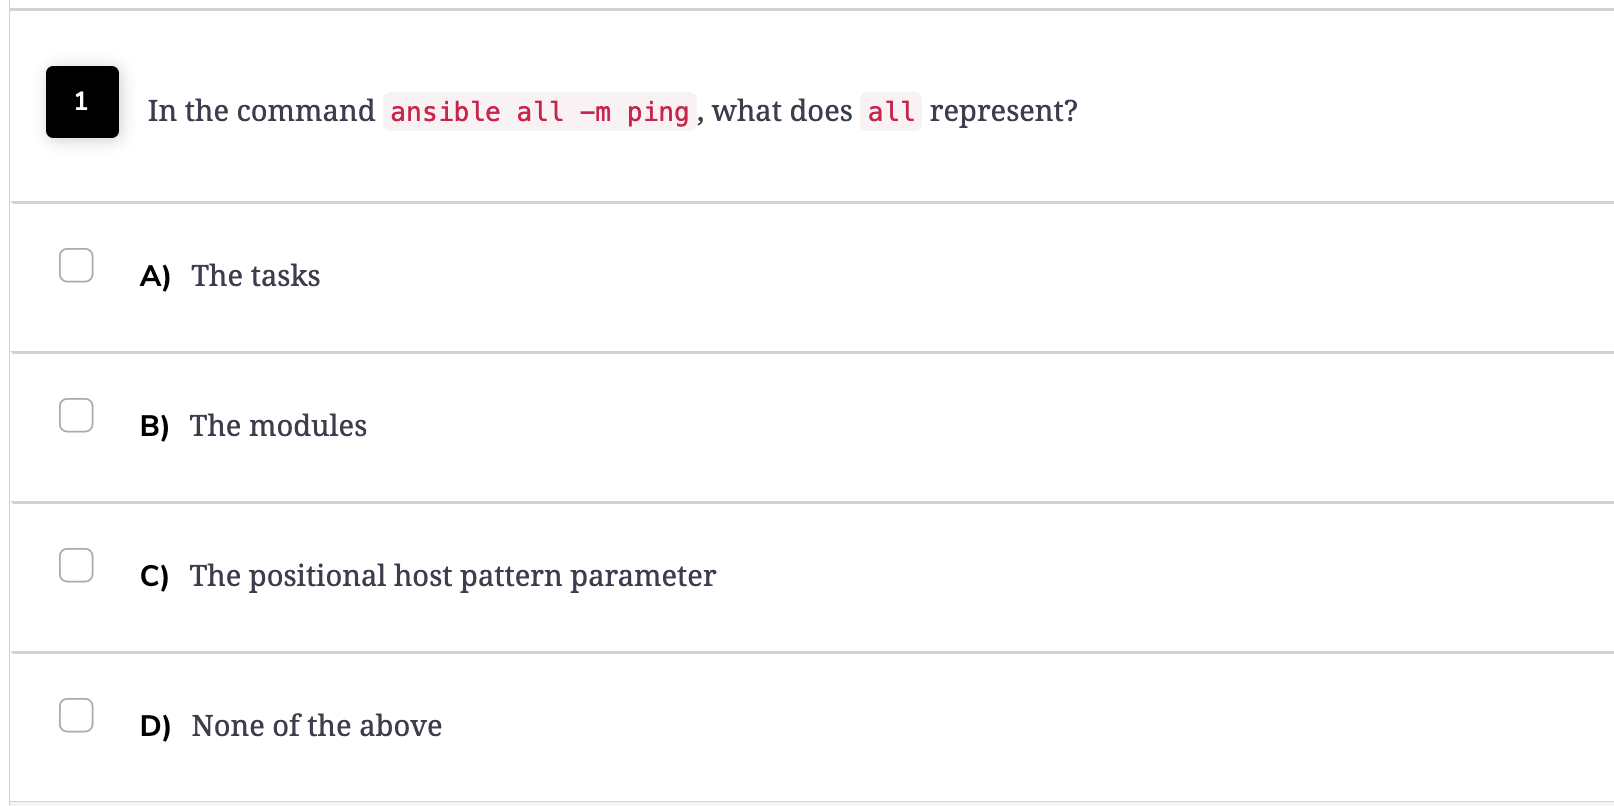 1
In the command ansible all -m ping, what does all represent?
A) The tasks
B) The modules
C) The positional host pattern parameter
D) None of the above